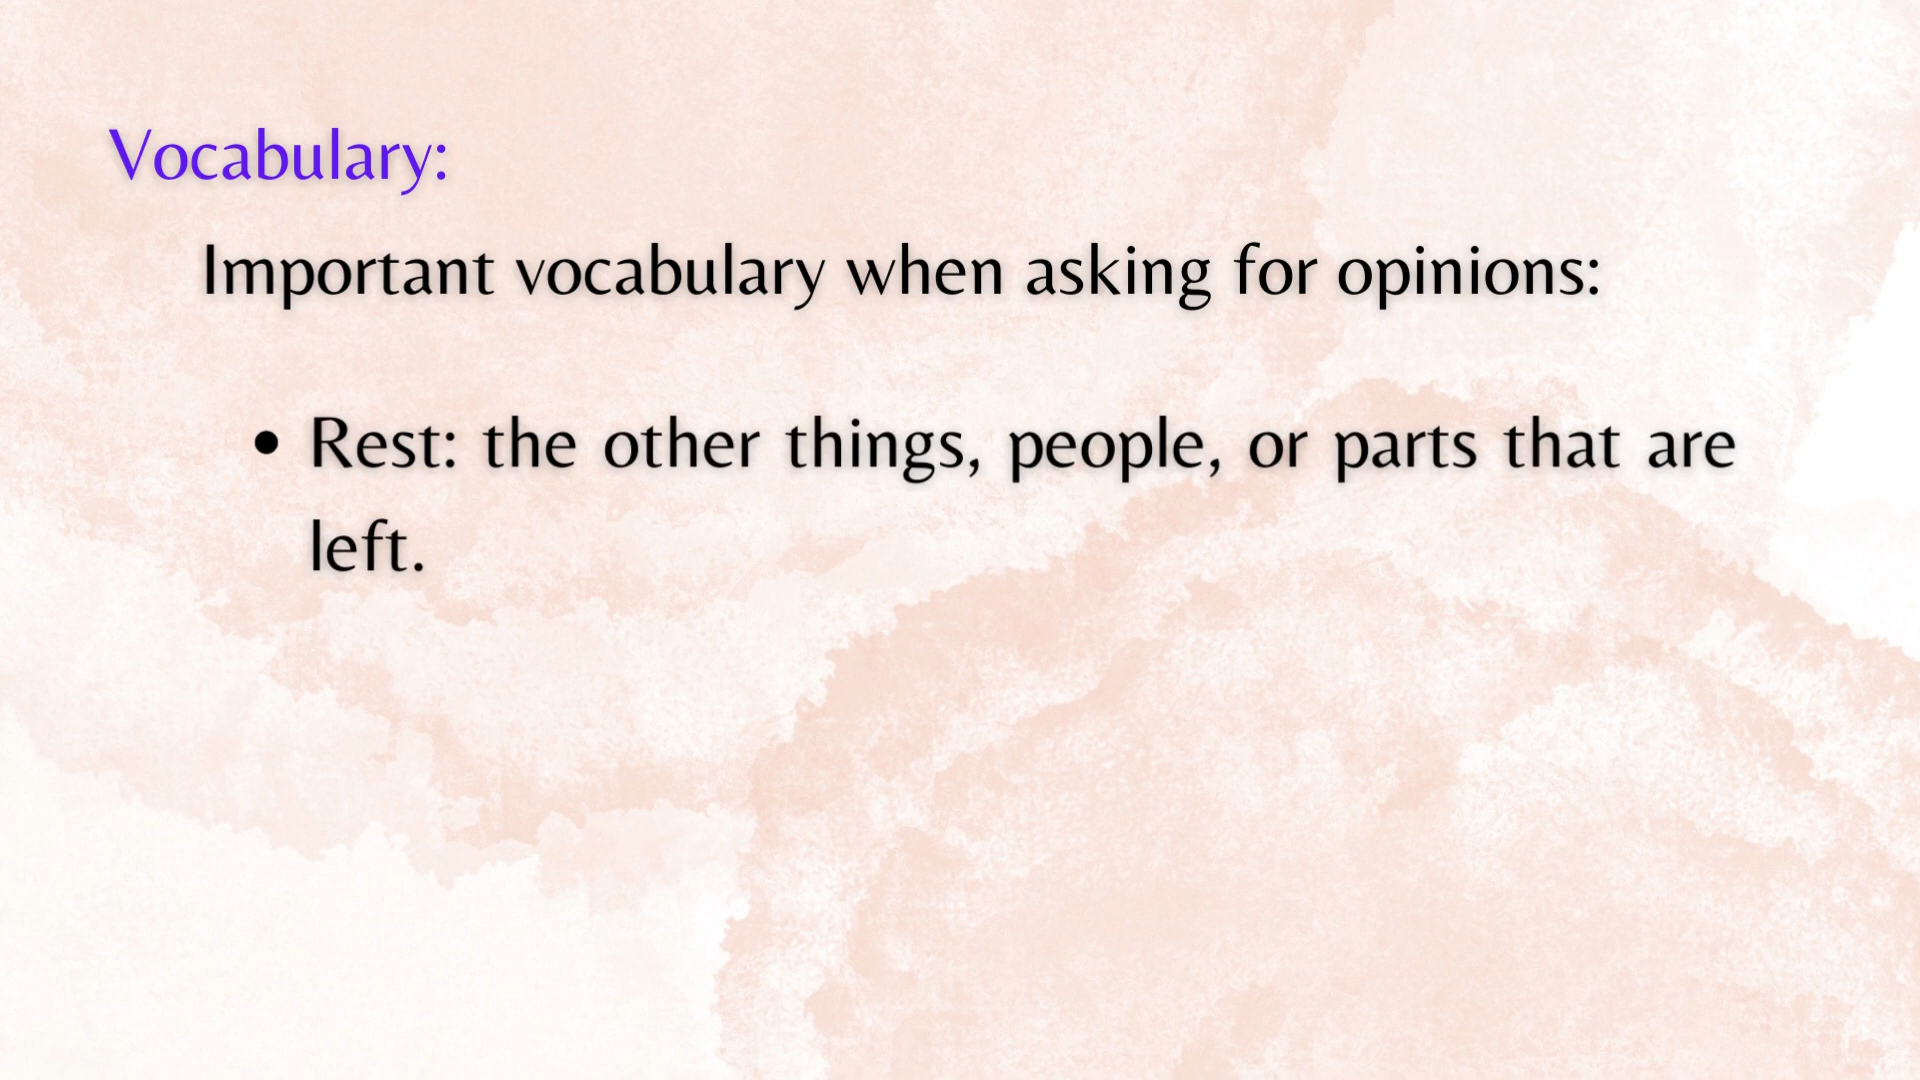 Vocabulary:
Important vocabulary when asking for opinions:
• Rest: the other things, people, or parts that are
left.